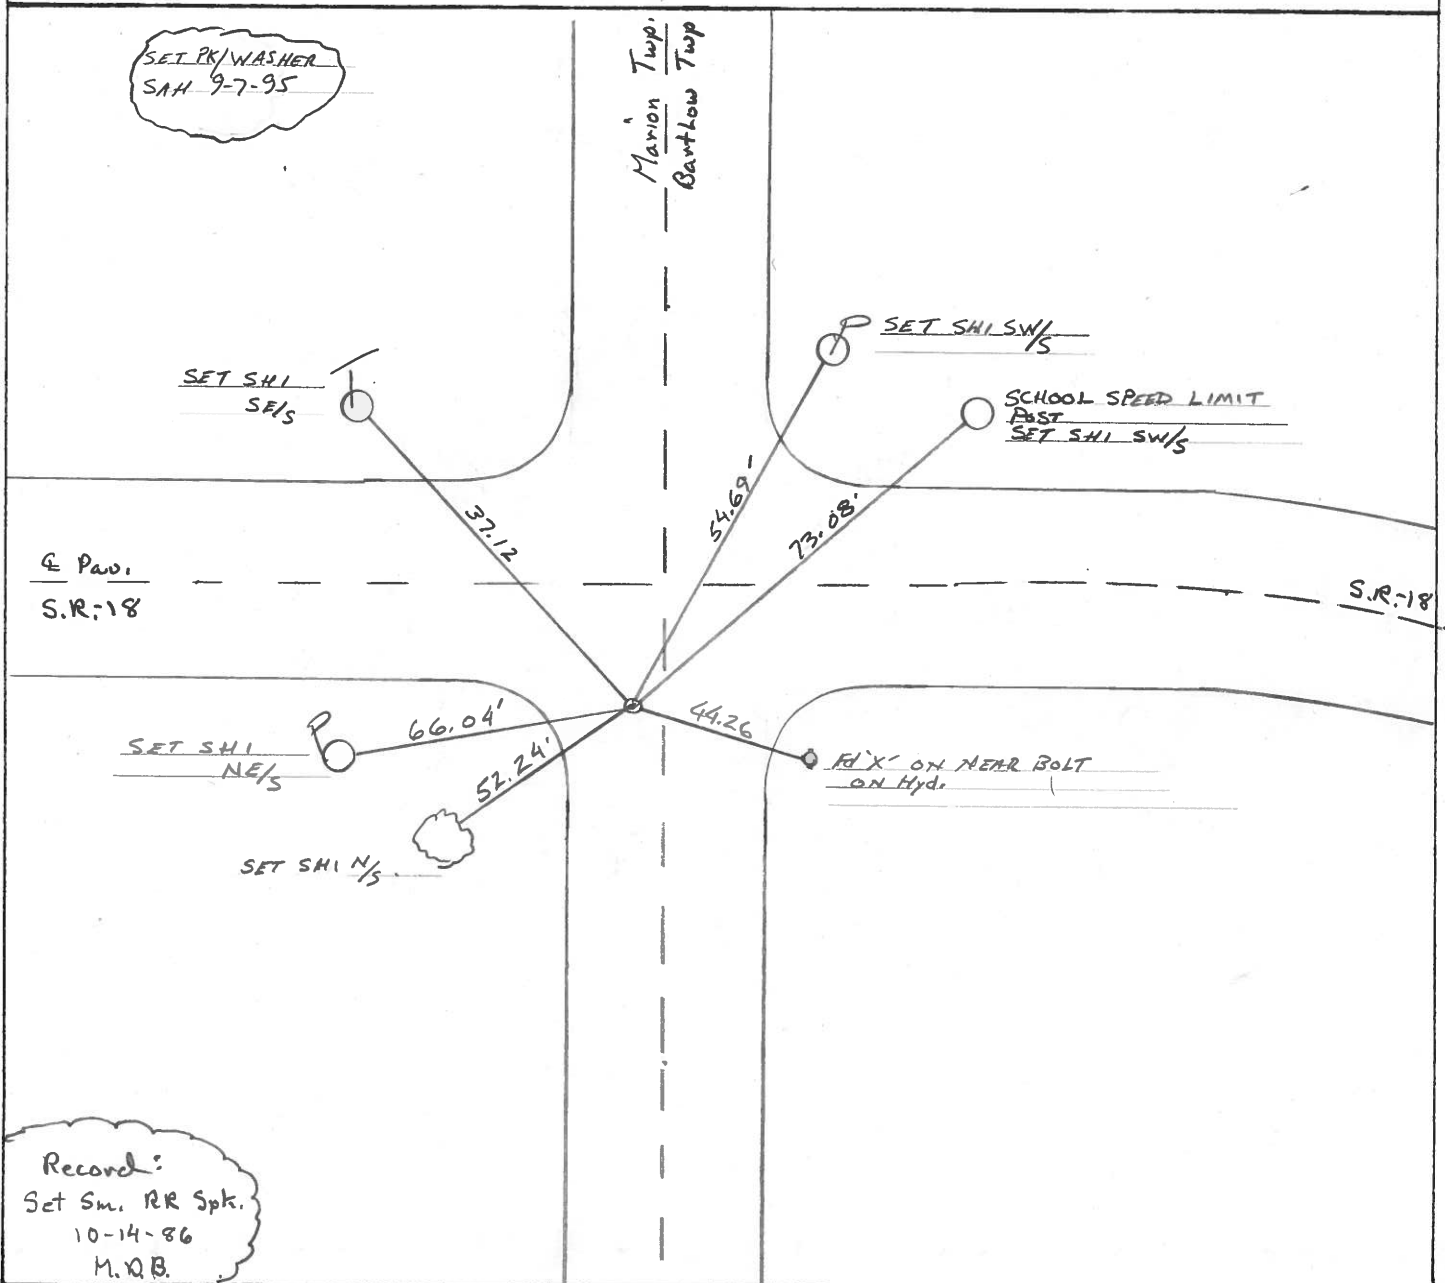 SET PK/WASHER
SAH 9-7-95
Marion Twp.
Barthow Twp
SET SHI SW/S
SET SHI
SE/S
SCHOOL SPEED LIMIT
POST
SET SHI SW/S
37.12
54.69'
73.08'
℄ Pav.
S.R.-18
S.R.-18
66.04'
44.26
SET SHI
NE/S
52.24'
Fd 'X' ON NEAR BOLT
ON Hyd.
SET SHI N/S.
Record:
Set Sm. RR Spk.
10-14-86
M.D.B.